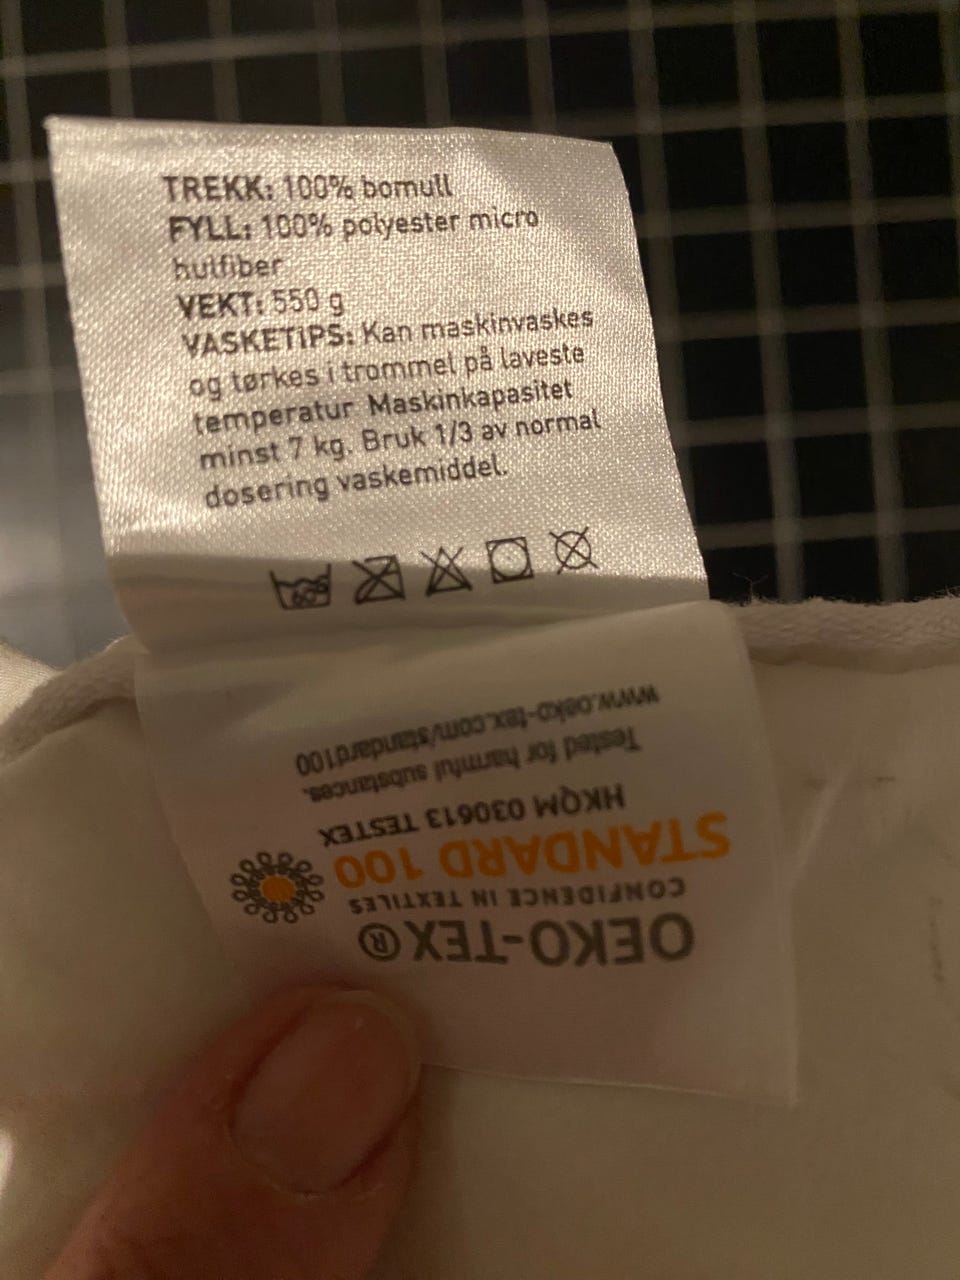 TREKK: 100% bomull
FYLL: 100% polyester micro
hulfiber
VEKT: 550 g
VASKETIPS: Kan maskinvaskes
og tørkes i trommel på laveste
temperatur Maskinkapasitet
minst 7 kg. Bruk 1/3 av normal
dosering vaskemiddel.
60
OEKO-TEX®
CONFIDENCE IN TEXTILES
STANDARD 100
HKQM 030613 TESTEX
Tested for harmful substances.
www.oeko-tex.com/standard100